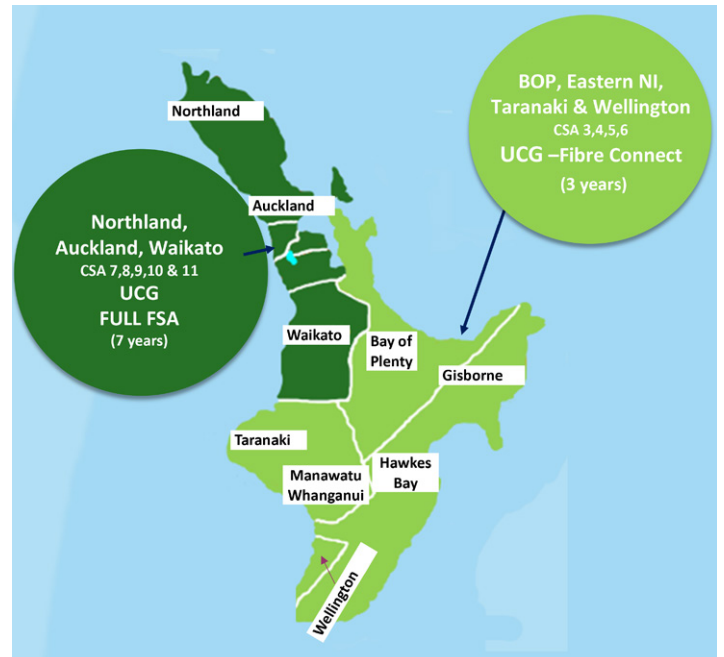 Northland
BOP, Eastern NI,
Taranaki & Wellington
CSA 3,4,5,6
UCG –Fibre Connect
(3 years)
Auckland
Northland,
Auckland, Waikato
CSA 7,8,9,10 & 11
UCG
FULL FSA
(7 years)
Waikato
Bay of
Plenty
Gisborne
Taranaki
Manawatu
Whanganui
Hawkes
Bay
Wellington